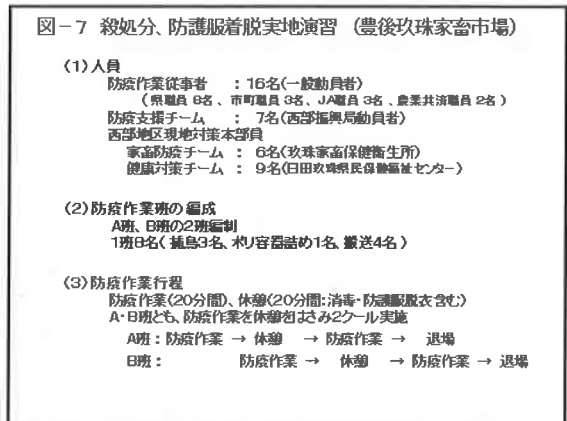 図－7 殺処分、防護服着脱実地演習 （豊後玖珠家畜市場）
(1)人員
防疫作業従事者 ：16名(一般動員者)
（県職員 8名、市町職員 3名、JA職員 3名、農業共済職員 2名）
防疫支援チーム ： 7名(西部振興局動員者)
西部地区現地対策本部員
家畜防疫チーム ： 6名(玖珠家畜保健衛生所)
健康対策チーム ： 9名(日田玖珠県民保健福祉センター)
(2)防疫作業班の編成
A班、B班の2班編制
1班8名(捕鳥3名、ポリ容器詰め1名、搬送4名)
(3)防疫作業行程
防疫作業(20分間)、休憩(20分間:消毒・防護服脱衣含む)
A・B班とも、防疫作業を休憩をはさみ2クール実施
A班：防疫作業 → 休憩 → 防疫作業 → 退場
B班： 防疫作業 → 休憩 → 防疫作業 → 退場